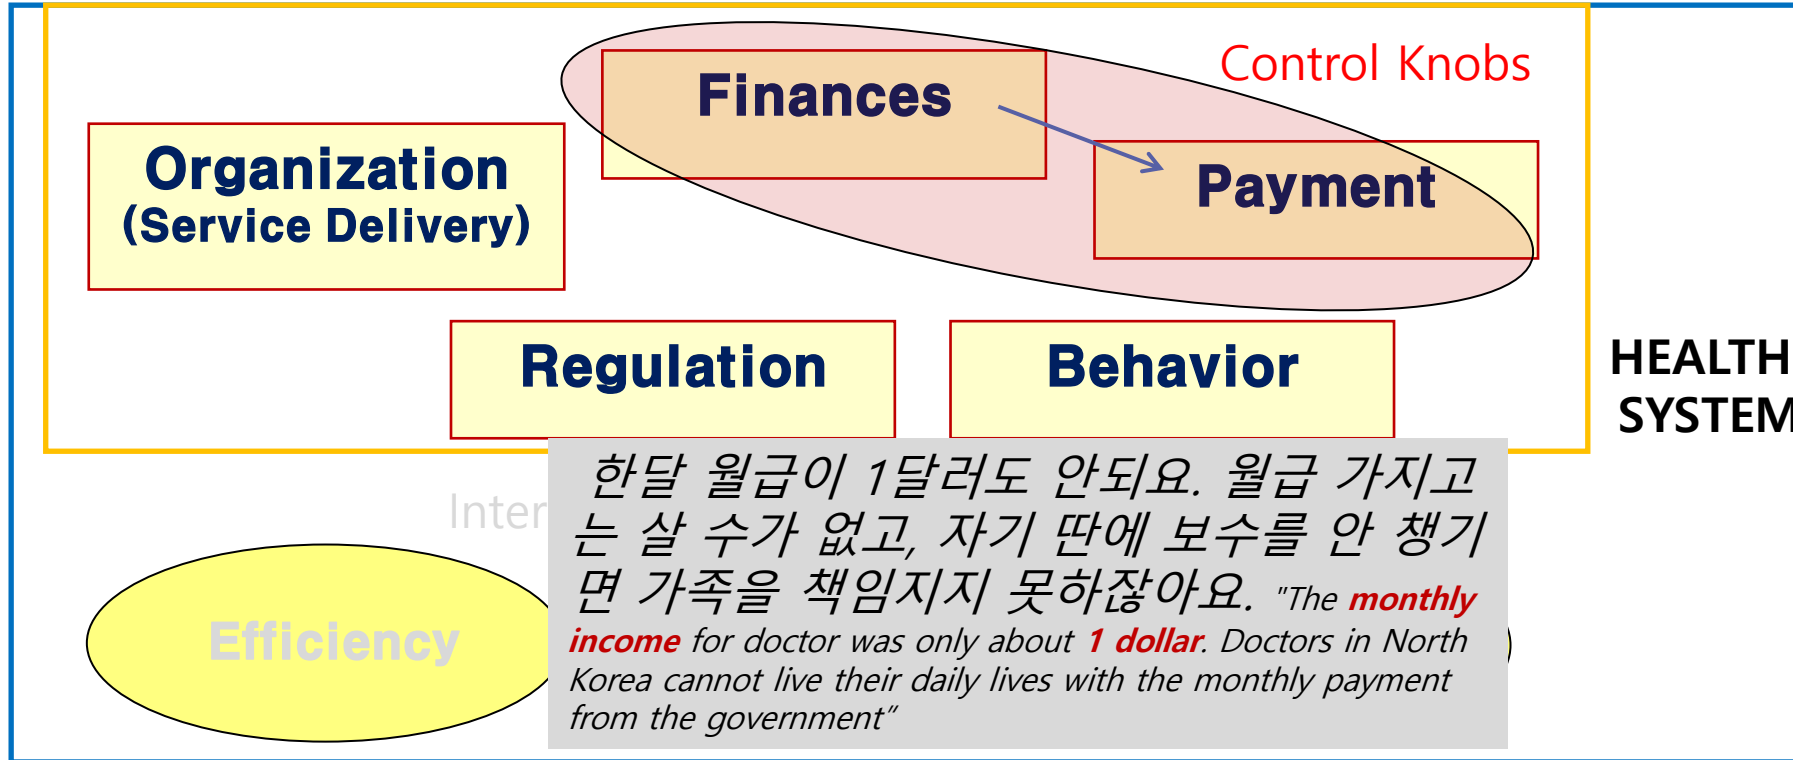 Control Knobs
Finances
Organization
(Service Delivery)
Payment
Regulation
Behavior
HEALTH
SYSTEM
한달 월급이 1달러도 안되요. 월급 가지고
는 살 수가 없고, 자기 딴에 보수를 안 챙기
면 가족을 책임지지 못하잖아요. "The monthly
income for doctor was only about 1 dollar. Doctors in North
Korea cannot live their daily lives with the monthly payment
from the government"
Efficiency